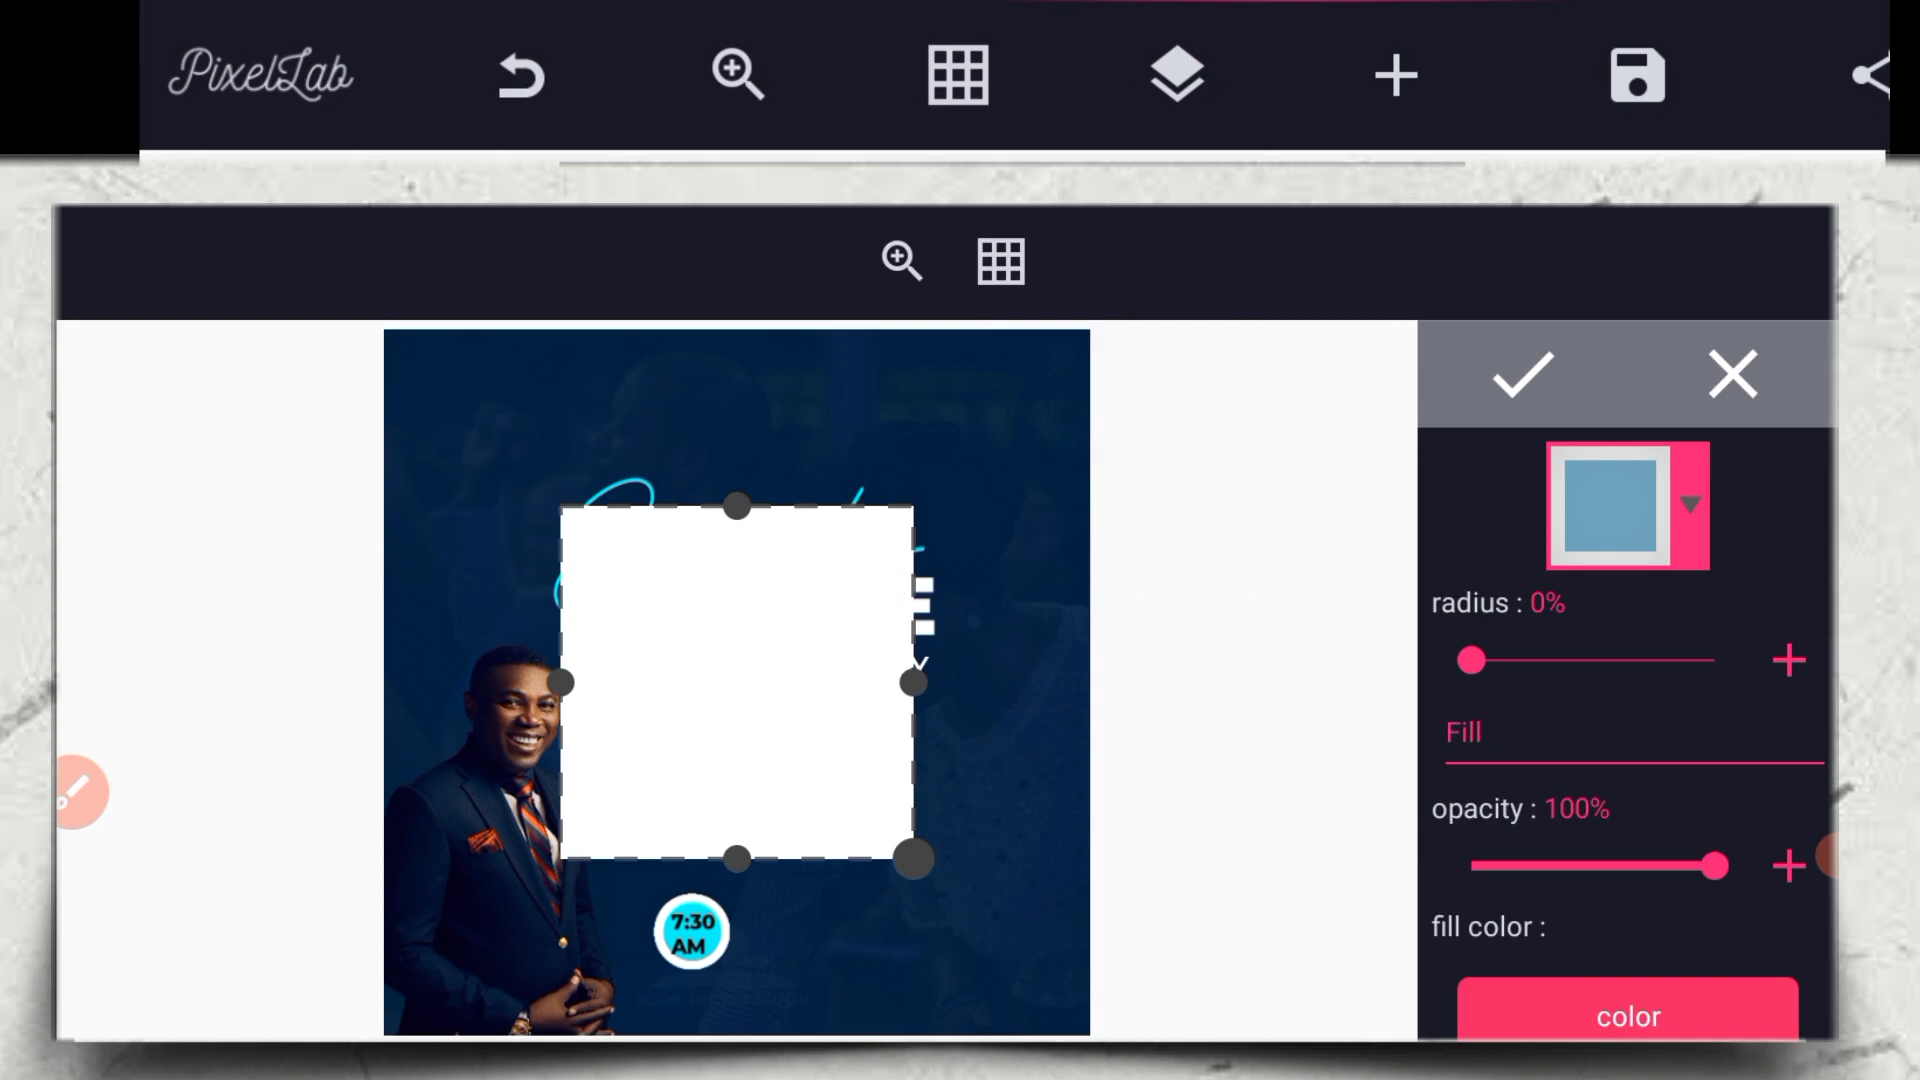 PixelLab
radius : 0%
Fill
opacity : 100%
fill color :
color
E
Y
7:30
AM